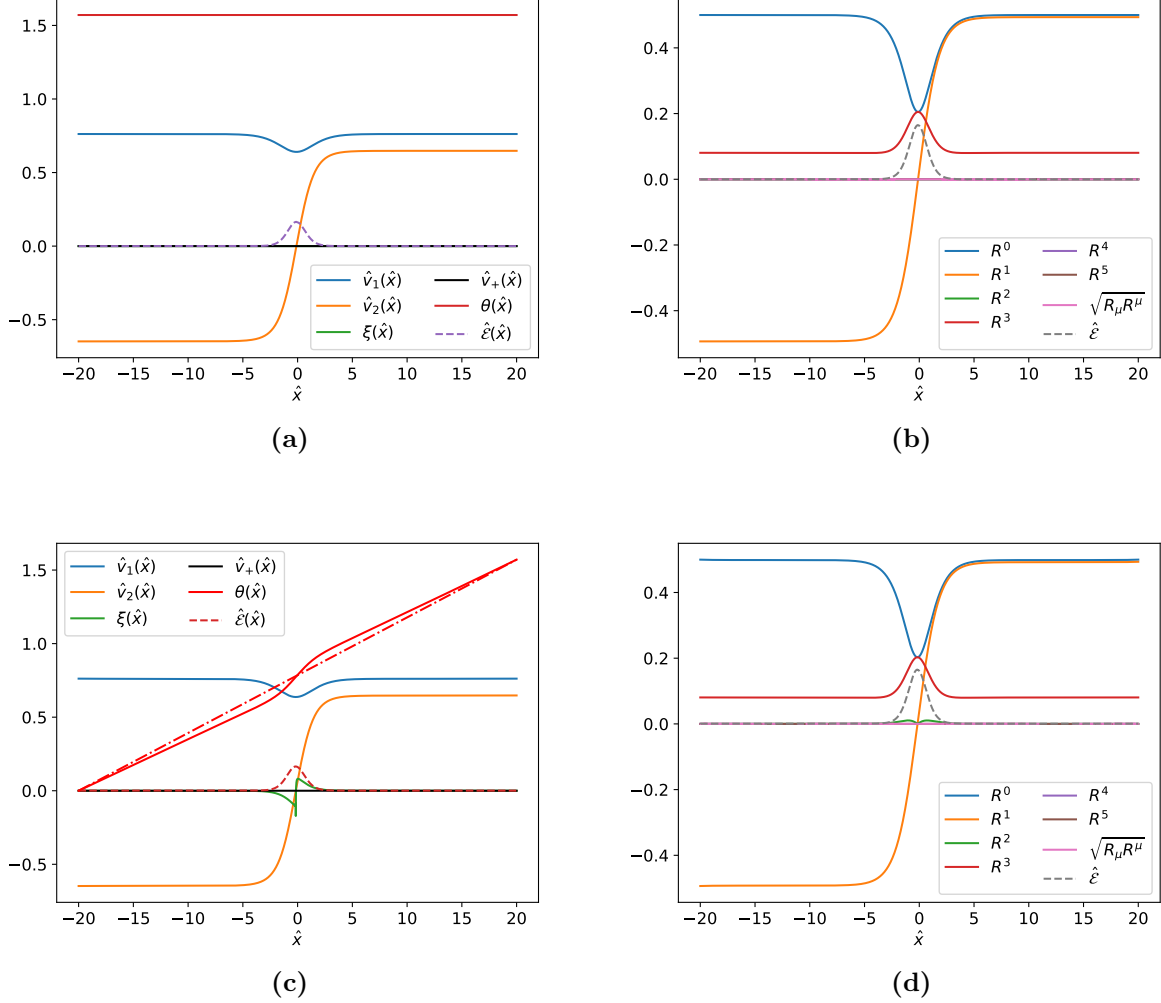 1.5
1.0
0.5
0.0
−0.5
−20 −15 −10 −5 0 5 10 15 20
x̂
v̂₁(x̂) v̂₊(x̂)
v̂₂(x̂) θ(x̂)
ξ(x̂) ℰ̂(x̂)
(a)
0.4
0.2
0.0
−0.2
−0.4
−20 −15 −10 −5 0 5 10 15 20
x̂
R⁰ R⁴
R¹ R⁵
R² √R_μR^μ
R³ ℰ̂
(b)
v̂₁(x̂) v̂₊(x̂)
v̂₂(x̂) θ(x̂)
ξ(x̂) ℰ̂(x̂)
1.5
1.0
0.5
0.0
−0.5
−20 −15 −10 −5 0 5 10 15 20
x̂
(c)
0.4
0.2
0.0
−0.2
−0.4
−20 −15 −10 −5 0 5 10 15 20
x̂
R⁰ R⁴
R¹ R⁵
R² √R_μR^μ
R³ ℰ̂
(d)